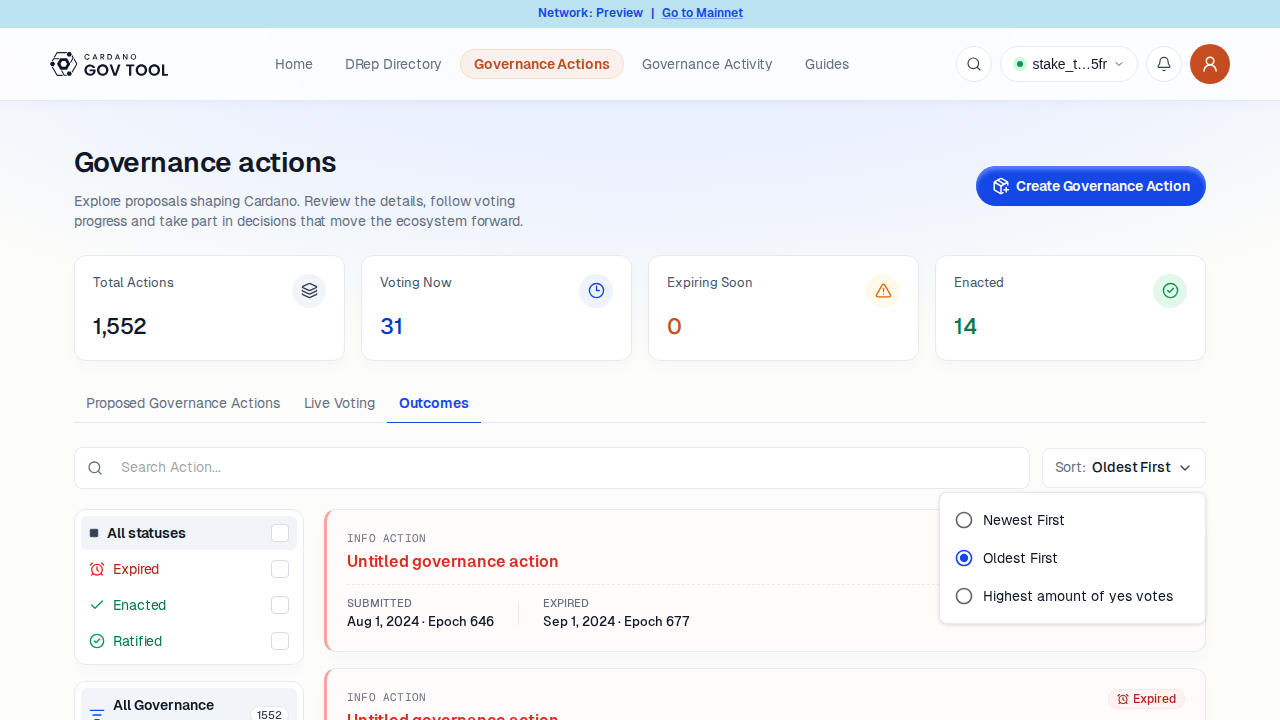 Network: Preview | Go to Mainnet
CARDANO
GOV TOOL
Home
DRep Directory
Governance Actions
Governance Activity
Guides
stake_t...5fr
Governance actions
Explore proposals shaping Cardano. Review the details, follow voting
progress and take part in decisions that move the ecosystem forward.
Create Governance Action
Total Actions
1,552
Voting Now
31
Expiring Soon
0
Enacted
14
Proposed Governance Actions
Live Voting
Outcomes
Search Action...
Sort: Oldest First
Newest First
Oldest First
Highest amount of yes votes
All statuses
Expired
Enacted
Ratified
All Governance
1552
INFO ACTION
Untitled governance action
SUBMITTED
Aug 1, 2024 · Epoch 646
EXPIRED
Sep 1, 2024 · Epoch 677
INFO ACTION
Expired
Untitled governance action